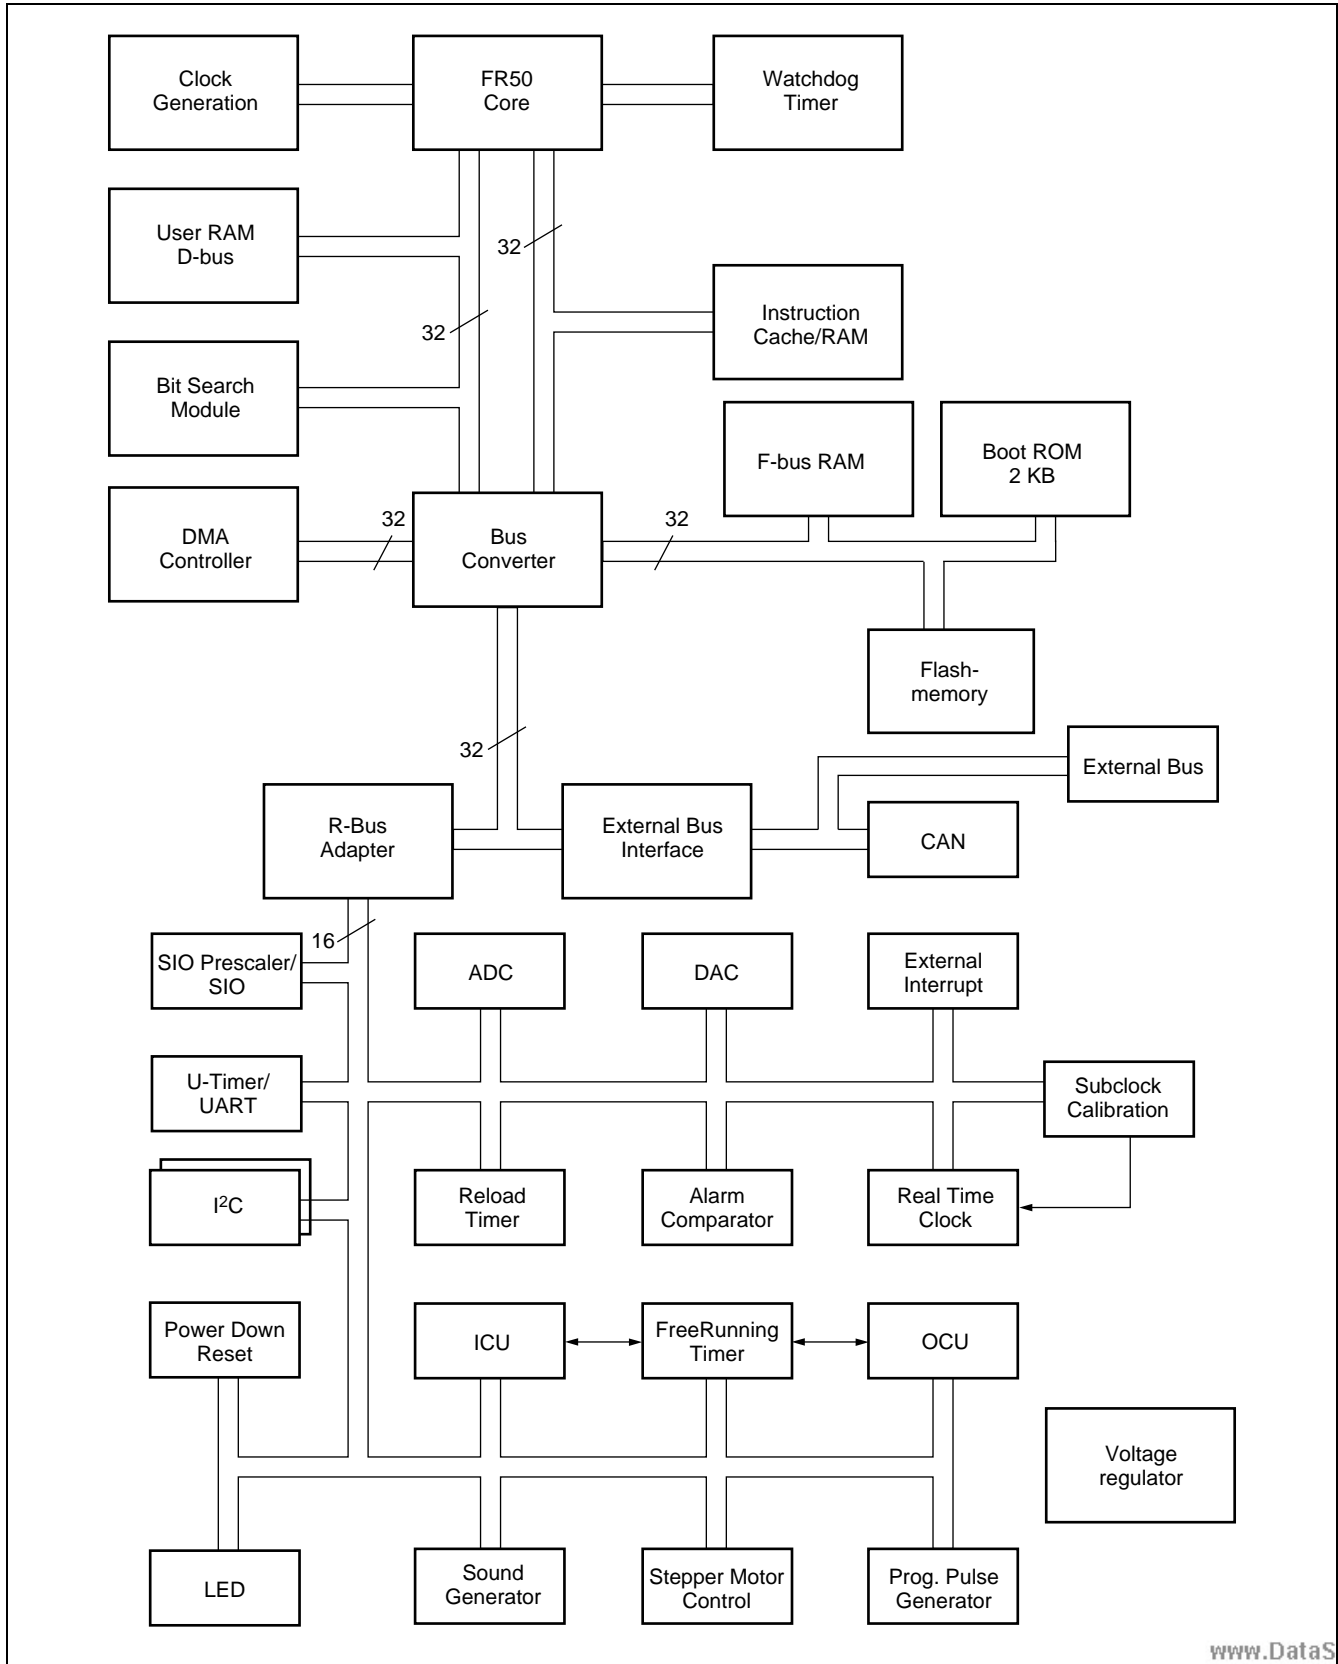 Clock
Generation
FR50
Core
Watchdog
Timer
User RAM
D-bus
32
Instruction
Cache/RAM
32
Bit Search
Module
F-bus RAM
Boot ROM
2 KB
DMA
Controller
32
Bus
Converter
32
Flash-
memory
32
External Bus
R-Bus
Adapter
External Bus
Interface
CAN
16
SIO Prescaler/
SIO
ADC
DAC
External
Interrupt
U-Timer/
UART
Subclock
Calibration
I²C
Reload
Timer
Alarm
Comparator
Real Time
Clock
Power Down
Reset
ICU
FreeRunning
Timer
OCU
Voltage
regulator
LED
Sound
Generator
Stepper Motor
Control
Prog. Pulse
Generator
www.DataS